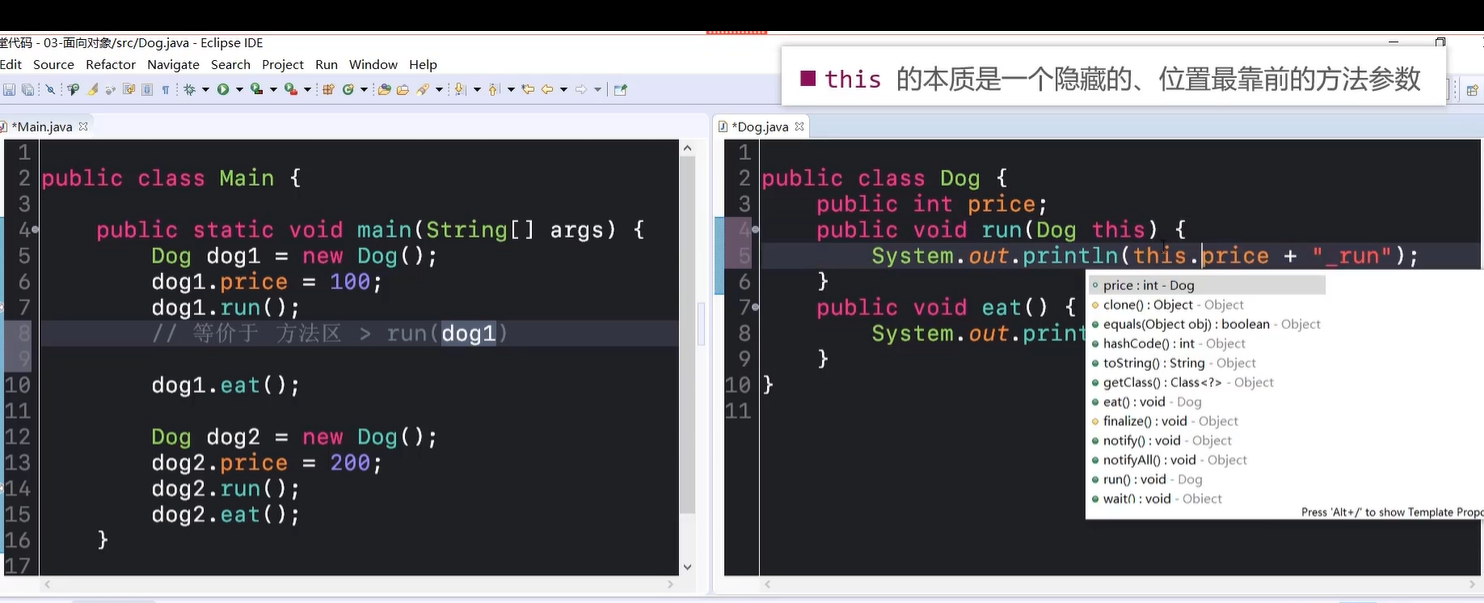 堂代码 - 03-面向对象/src/Dog.java - Eclipse IDE
Edit Source Refactor Navigate Search Project Run Window Help
■ this 的本质是一个隐藏的、位置最靠前的方法参数
*Main.java
1
2 public class Main {
3
4 public static void main(String[] args) {
5 Dog dog1 = new Dog();
6 dog1.price = 100;
7 dog1.run();
8 // 等价于 方法区 > run(dog1)
9
10 dog1.eat();
11
12 Dog dog2 = new Dog();
13 dog2.price = 200;
14 dog2.run();
15 dog2.eat();
16 }
17
*Dog.java
1
2 public class Dog {
3 public int price;
4 public void run(Dog this) {
5 System.out.println(this.price + "_run");
6 }
7 public void eat() {
8 System.out.print
9 }
10 }
11
price : int - Dog
clone() : Object - Object
equals(Object obj) : boolean - Object
hashCode() : int - Object
toString() : String - Object
getClass() : Class<?> - Object
eat() : void - Dog
finalize() : void - Object
notify() : void - Object
notifyAll() : void - Object
run() : void - Dog
wait() : void - Object
Press 'Alt+/' to show Template Propo